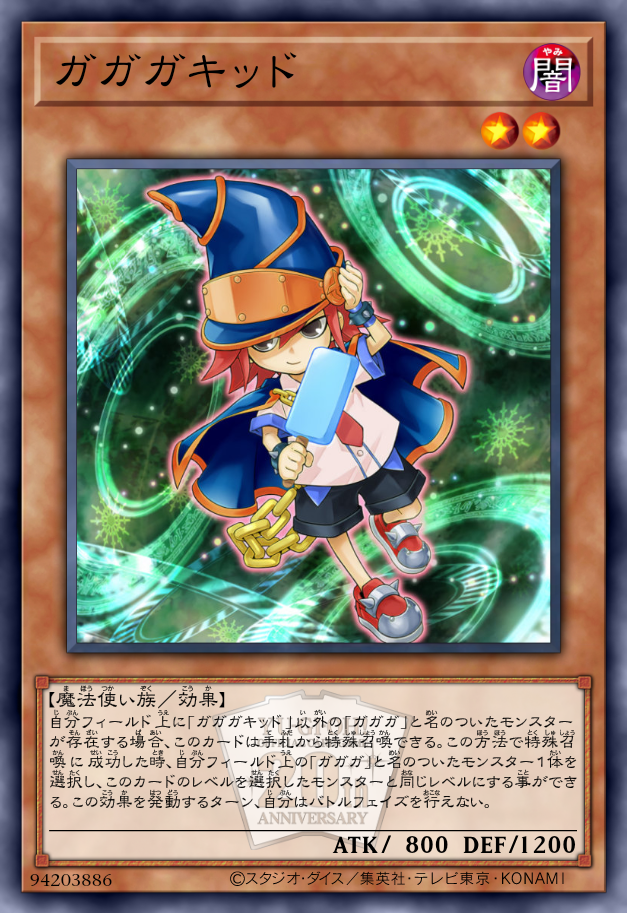 ガガガキッド
やみ
闇
【魔法使い族／効果】
自分フィールド上に「ガガガキッド」以外の「ガガガ」と名のついたモンスター
が存在する場合、このカードは手札から特殊召喚できる。この方法で特殊召
喚に成功した時、自分フィールド上の「ガガガ」と名のついたモンスター1体を
選択し、このカードのレベルを選択したモンスターと同じレベルにする事ができ
る。この効果を発動するターン、自分はバトルフェイズを行えない。
ANNIVERSARY
ATK/ 800 DEF/1200
94203886
©スタジオ・ダイス／集英社・テレビ東京・KONAMI